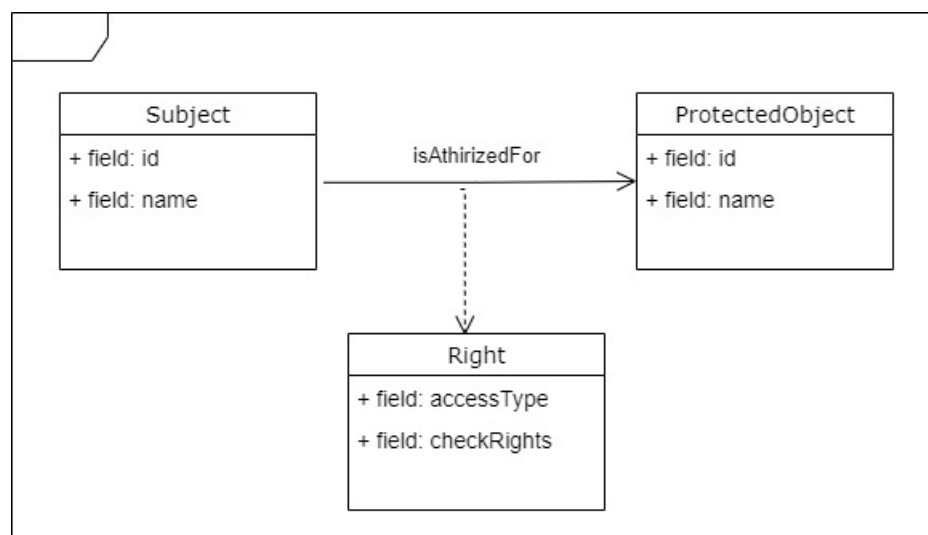 Subject
+ field: id
+ field: name
isAthirizedFor
ProtectedObject
+ field: id
+ field: name
Right
+ field: accessType
+ field: checkRights